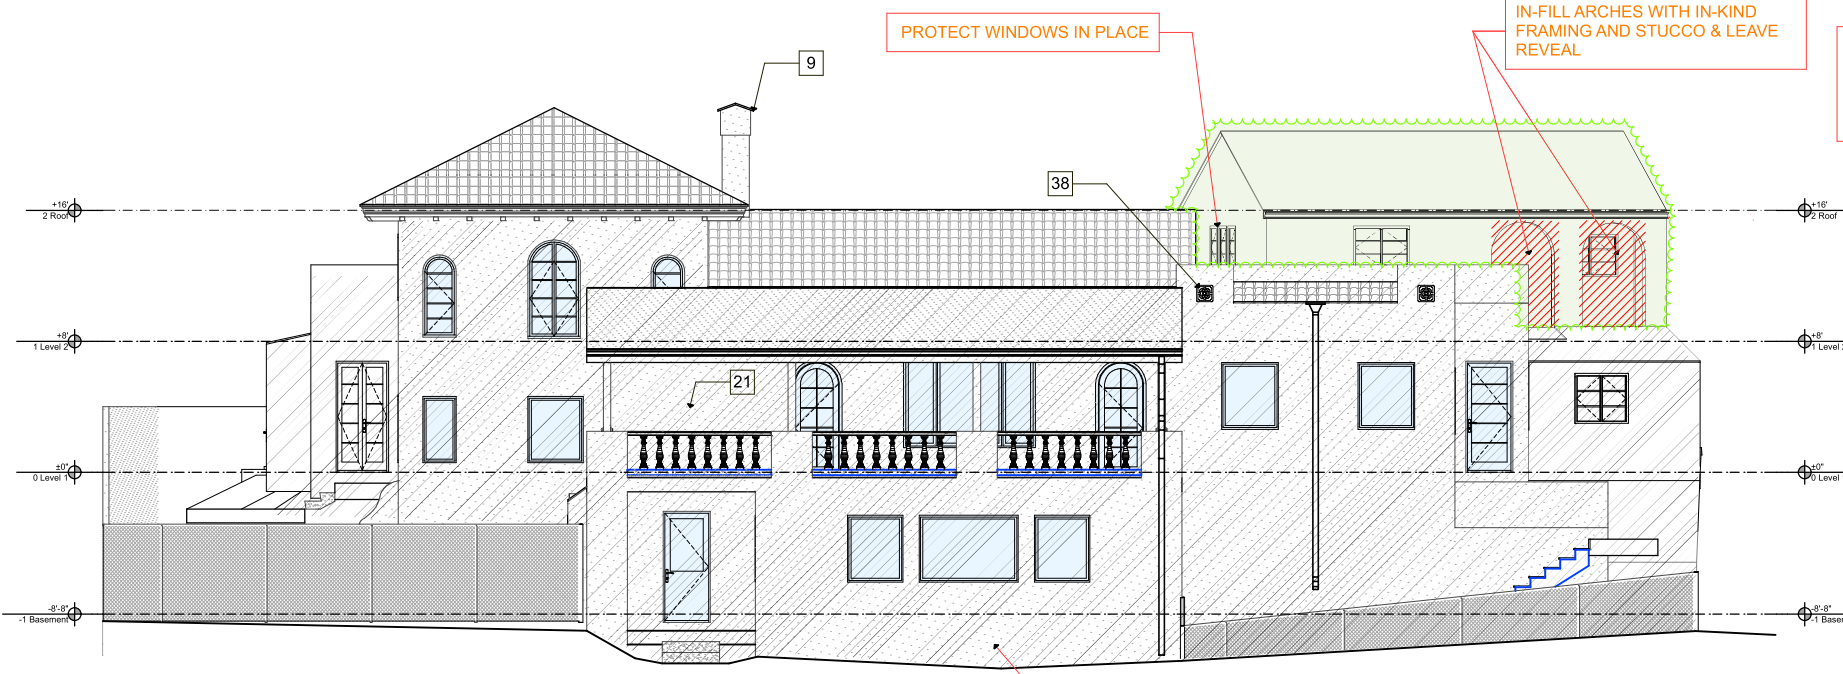 IN-FILL ARCHES WITH IN-KIND
FRAMING AND STUCCO & LEAVE
REVEAL
PROTECT WINDOWS IN PLACE
9
38
21
+16'
2 Roof
+8'
1 Level 2
±0"
0 Level 1
-8'-8"
-1 Basement
+16'
2 Roof
+8'
1 Level
±0"
0 Level
-8'-8"
-1 Basem